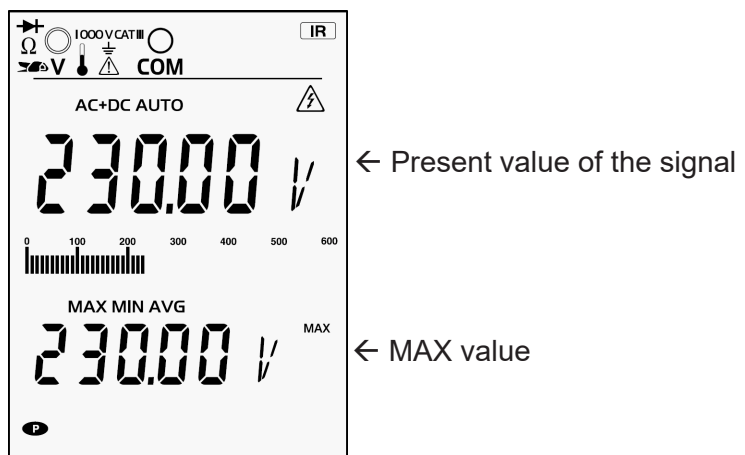 Ω 1000 V CAT III IR
V COM
AC+DC AUTO
230.00 V ← Present value of the signal
0 100 200 300 400 500 600
MAX MIN AVG
230.00 V MAX ← MAX value
P